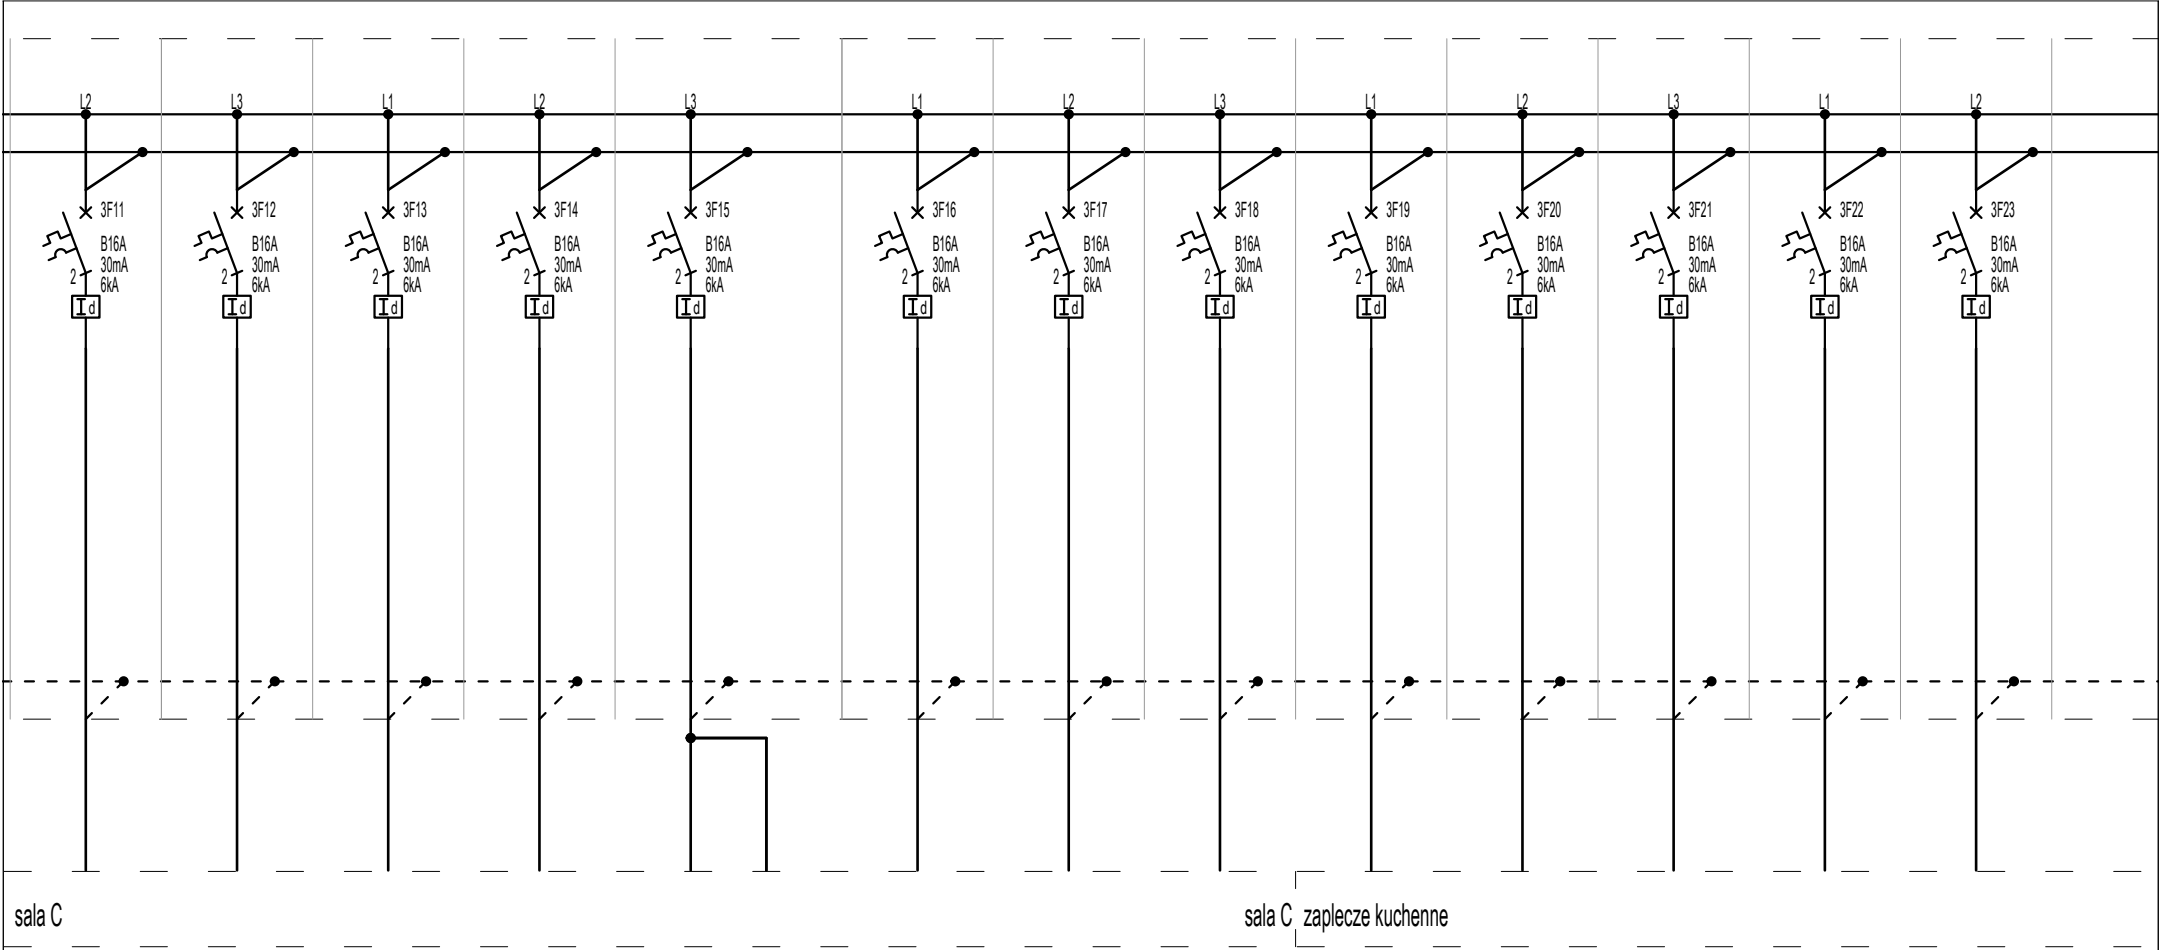 L2 L3 L1 L2 L3 L1 L2 L3 L1 L2 L3 L1 L2
3F11 3F12 3F13 3F14 3F15 3F16 3F17 3F18 3F19 3F20 3F21 3F22 3F23
B16A B16A B16A B16A B16A B16A B16A B16A B16A B16A B16A B16A B16A
30mA 30mA 30mA 30mA 30mA 30mA 30mA 30mA 30mA 30mA 30mA 30mA 30mA
2 2 2 2 2 2 2 2 2 2 2 2 2
6kA 6kA 6kA 6kA 6kA 6kA 6kA 6kA 6kA 6kA 6kA 6kA 6kA
Id Id Id Id Id Id Id Id Id Id Id Id Id
sala C sala C zaplecze kuchenne